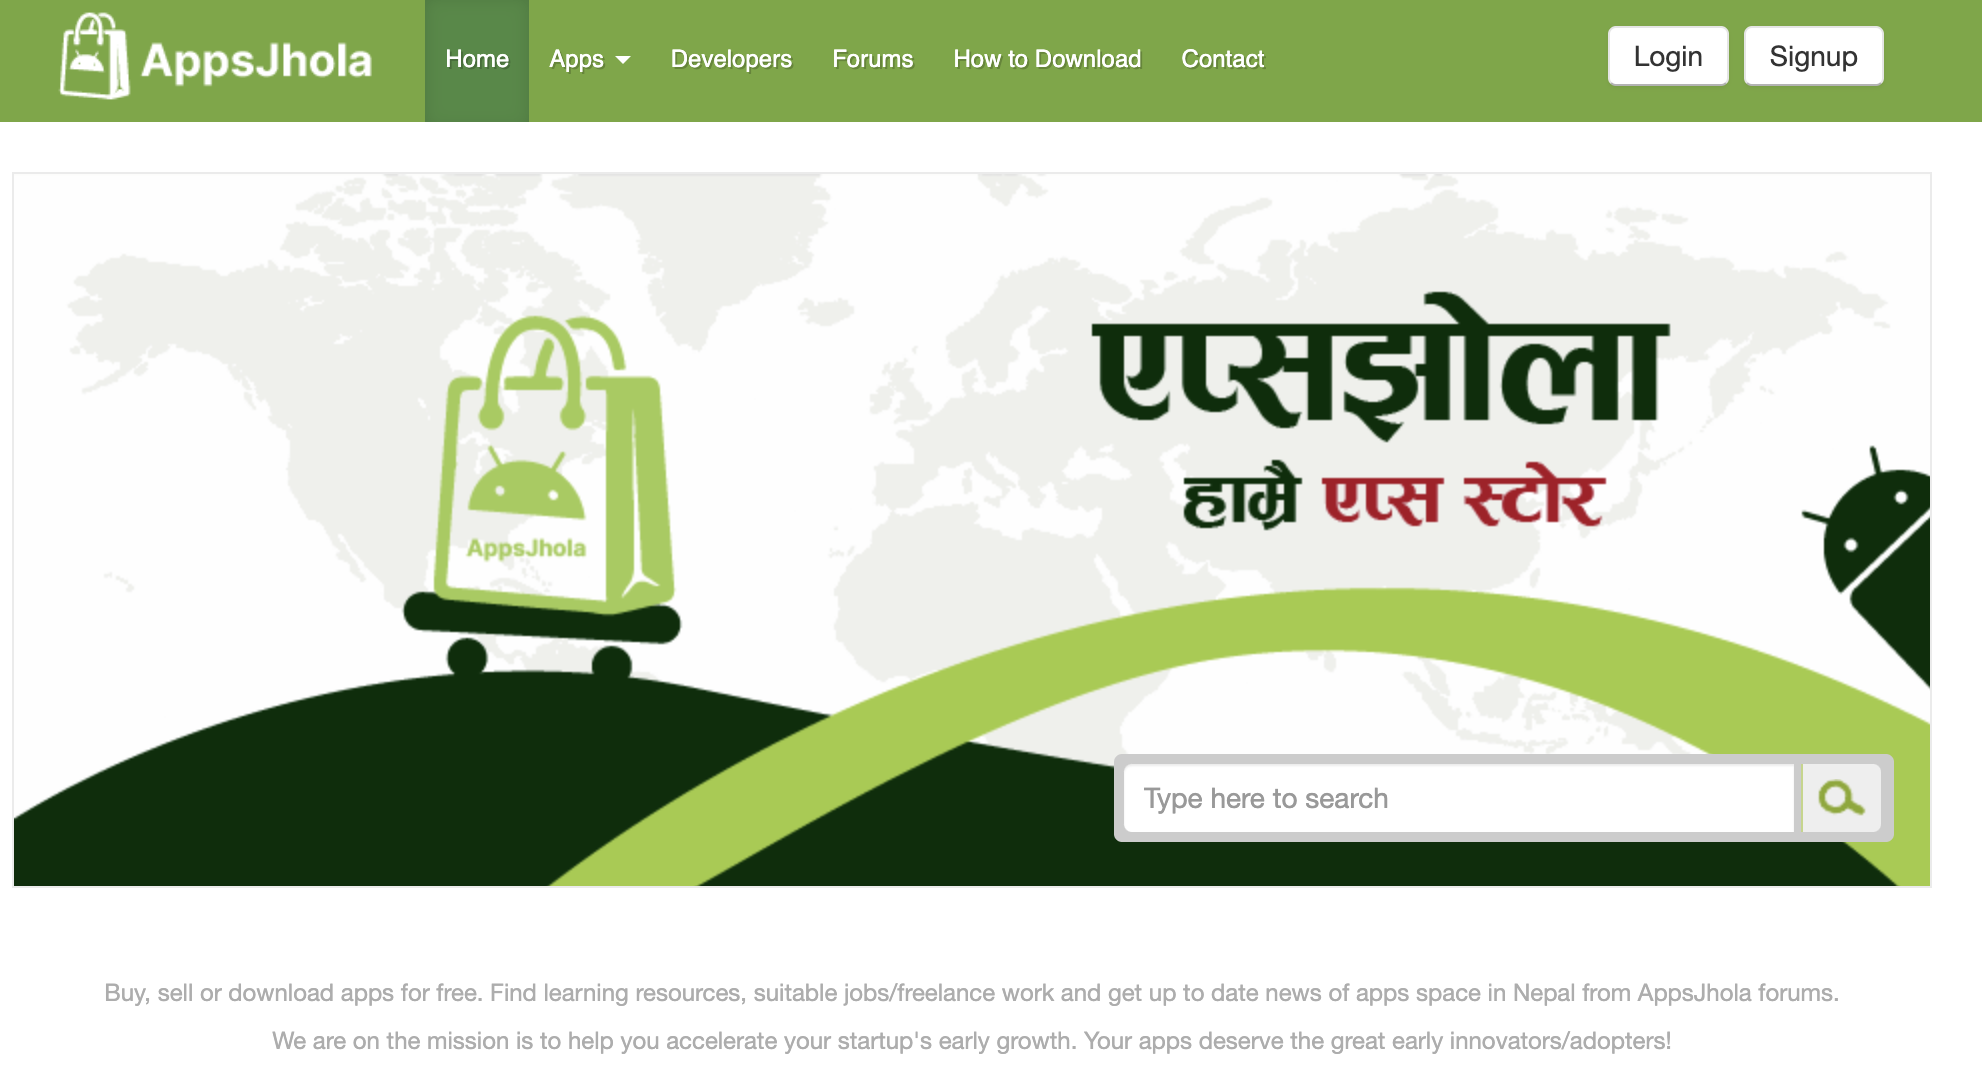 AppsJhola
Home Apps Developers Forums How to Download Contact
Login Signup
एप्सझोला
हाम्रै एप्स स्टोर
AppsJhola
Type here to search
Buy, sell or download apps for free. Find learning resources, suitable jobs/freelance work and get up to date news of apps space in Nepal from AppsJhola forums.
We are on the mission is to help you accelerate your startup's early growth. Your apps deserve the great early innovators/adopters!